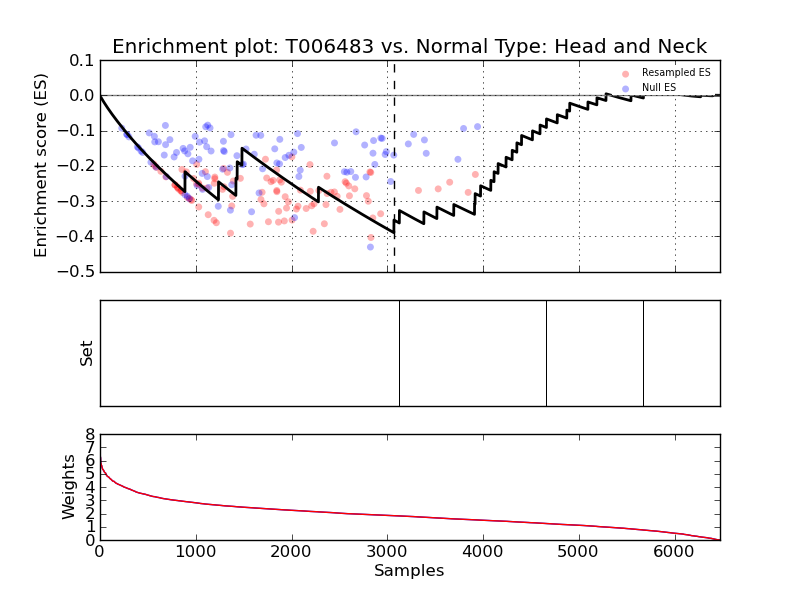 Enrichment plot: T006483 vs. Normal Type: Head and Neck
0.1
0.0
−0.1
−0.2
−0.3
−0.4
−0.5
Enrichment score (ES)
Resampled ES
Null ES
Set
8
7
6
5
4
3
2
1
0
Weights
0 1000 2000 3000 4000 5000 6000
Samples